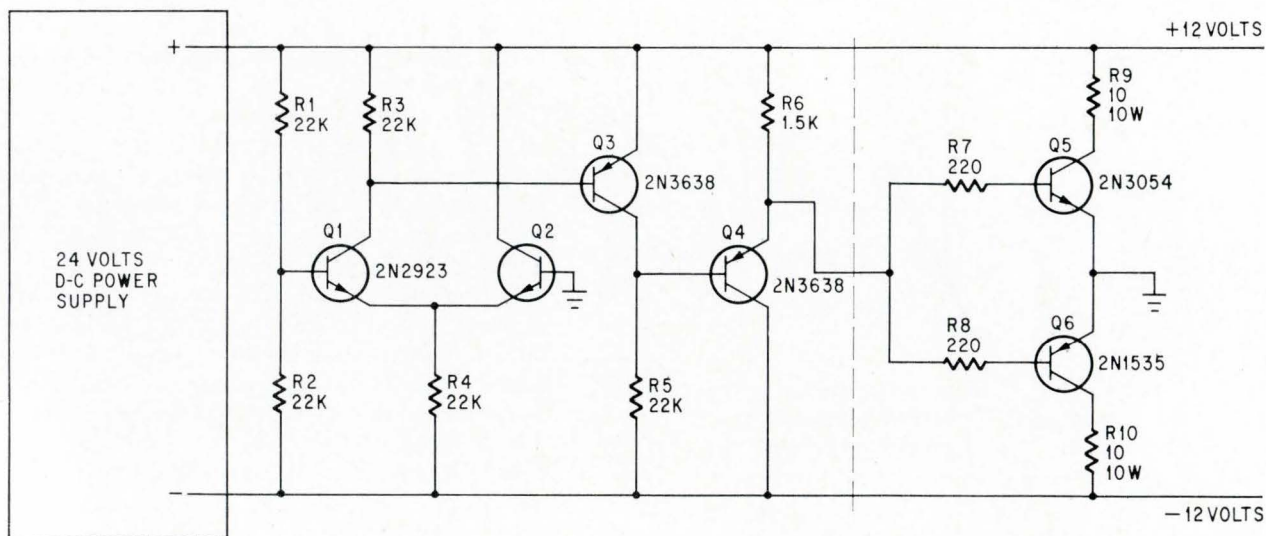 +12 VOLTS
+
R1
22K
R3
22K
R6
1.5K
R9
10
10W
Q3
2N3638
R7
220
Q5
2N3054
24 VOLTS
D-C POWER
SUPPLY
Q1
2N2923
Q2
Q4
2N3638
R8
220
Q6
2N1535
R2
22K
R4
22K
R5
22K
R10
10
10W
−
−12 VOLTS